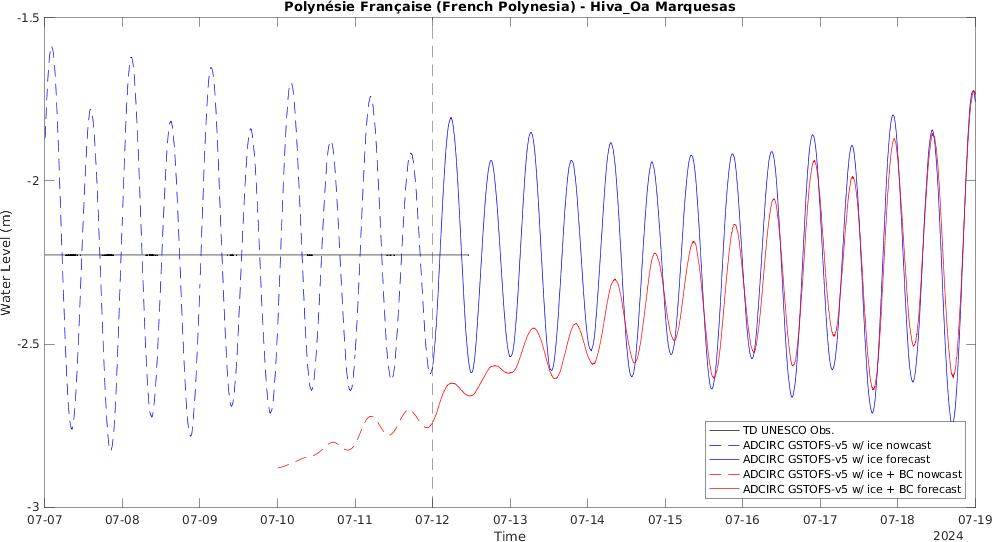 Polynésie Française (French Polynesia) - Hiva_Oa Marquesas
-1.5
-2
-2.5
-3
Water Level (m)
TD UNESCO Obs.
ADCIRC GSTOFS-v5 w/ ice nowcast
ADCIRC GSTOFS-v5 w/ ice forecast
ADCIRC GSTOFS-v5 w/ ice + BC nowcast
ADCIRC GSTOFS-v5 w/ ice + BC forecast
07-07 07-08 07-09 07-10 07-11 07-12 07-13 07-14 07-15 07-16 07-17 07-18 07-19
Time
2024